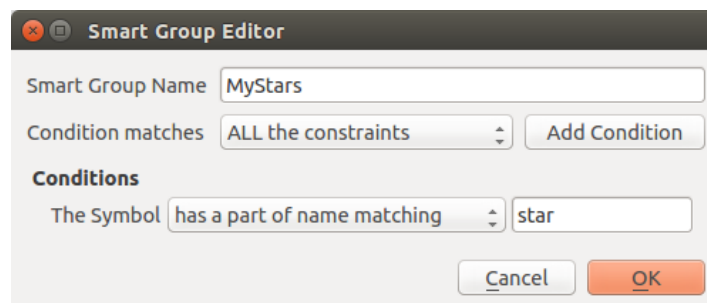 Smart Group Editor
Smart Group Name MyStars
Condition matches ALL the constraints Add Condition
Conditions
The Symbol has a part of name matching star
Cancel OK